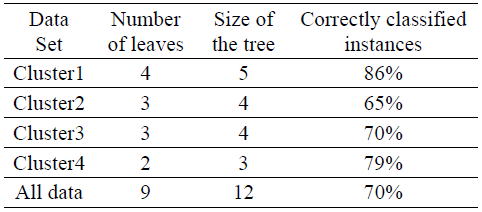 Data Set Number of leaves Size of the tree Correctly classified instances
Cluster1 4 5 86%
Cluster2 3 4 65%
Cluster3 3 4 70%
Cluster4 2 3 79%
All data 9 12 70%